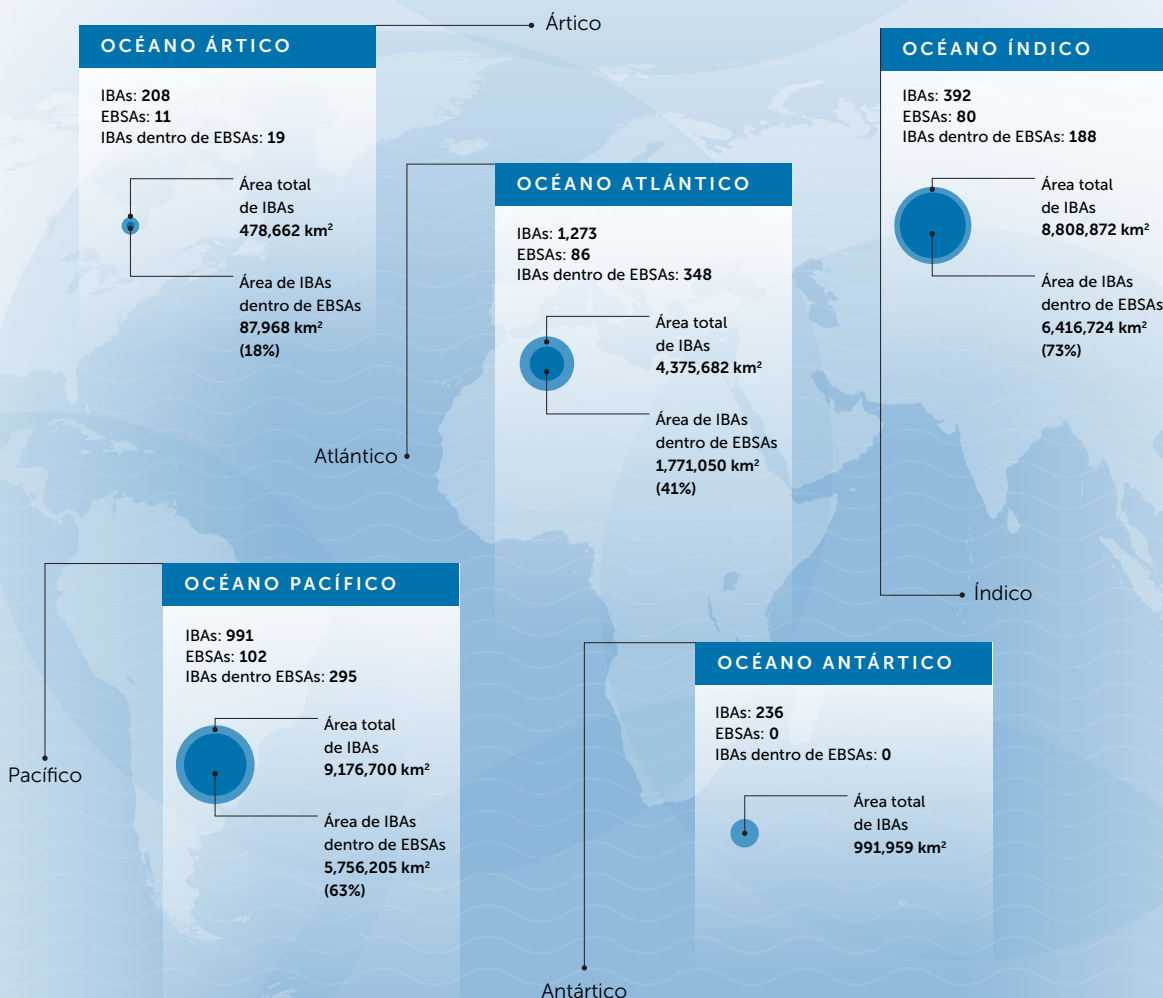 Ártico
OCÉANO ÁRTICO
IBAs: 208
EBSAs: 11
IBAs dentro de EBSAs: 19
Área total
de IBAs
478,662 km²
Área de IBAs
dentro de EBSAs
87,968 km²
(18%)
OCÉANO ATLÁNTICO
IBAs: 1,273
EBSAs: 86
IBAs dentro de EBSAs: 348
Área total
de IBAs
4,375,682 km²
Área de IBAs
dentro de EBSAs
1,771,050 km²
(41%)
Atlántico
OCÉANO ÍNDICO
IBAs: 392
EBSAs: 80
IBAs dentro de EBSAs: 188
Área total
de IBAs
8,808,872 km²
Área de IBAs
dentro de EBSAs
6,416,724 km²
(73%)
Índico
OCÉANO PACÍFICO
IBAs: 991
EBSAs: 102
IBAs dentro EBSAs: 295
Área total
de IBAs
9,176,700 km²
Área de IBAs
dentro de EBSAs
5,756,205 km²
(63%)
Pacífico
OCÉANO ANTÁRTICO
IBAs: 236
EBSAs: 0
IBAs dentro de EBSAs: 0
Área total
de IBAs
991,959 km²
Antártico